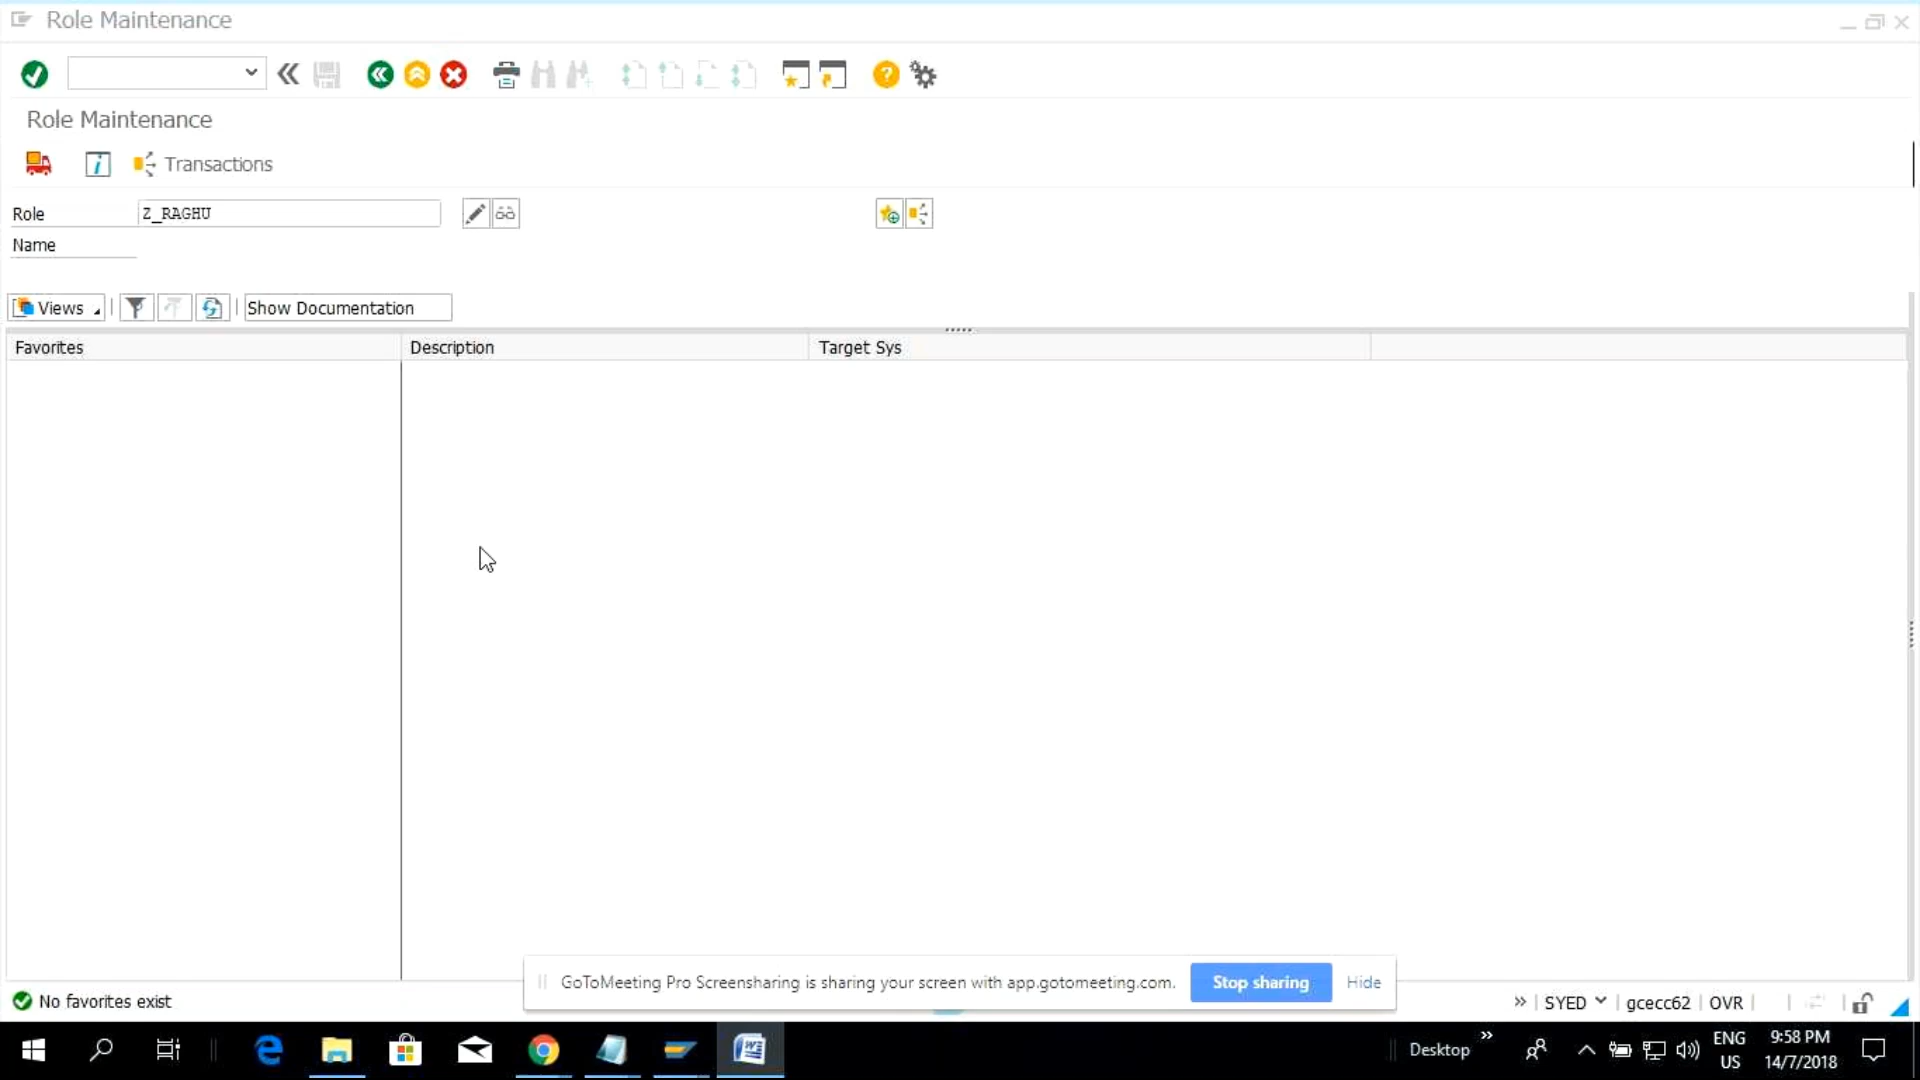 Role Maintenance
Role Maintenance
Transactions
Role Z_RAGHU
Name
Views Show Documentation
Favorites Description Target Sys
GoToMeeting Pro Screensharing is sharing your screen with app.gotomeeting.com. Stop sharing Hide
No favorites exist SYED gcecc62 OVR
Desktop ENG 9:58 PM
US 14/7/2018